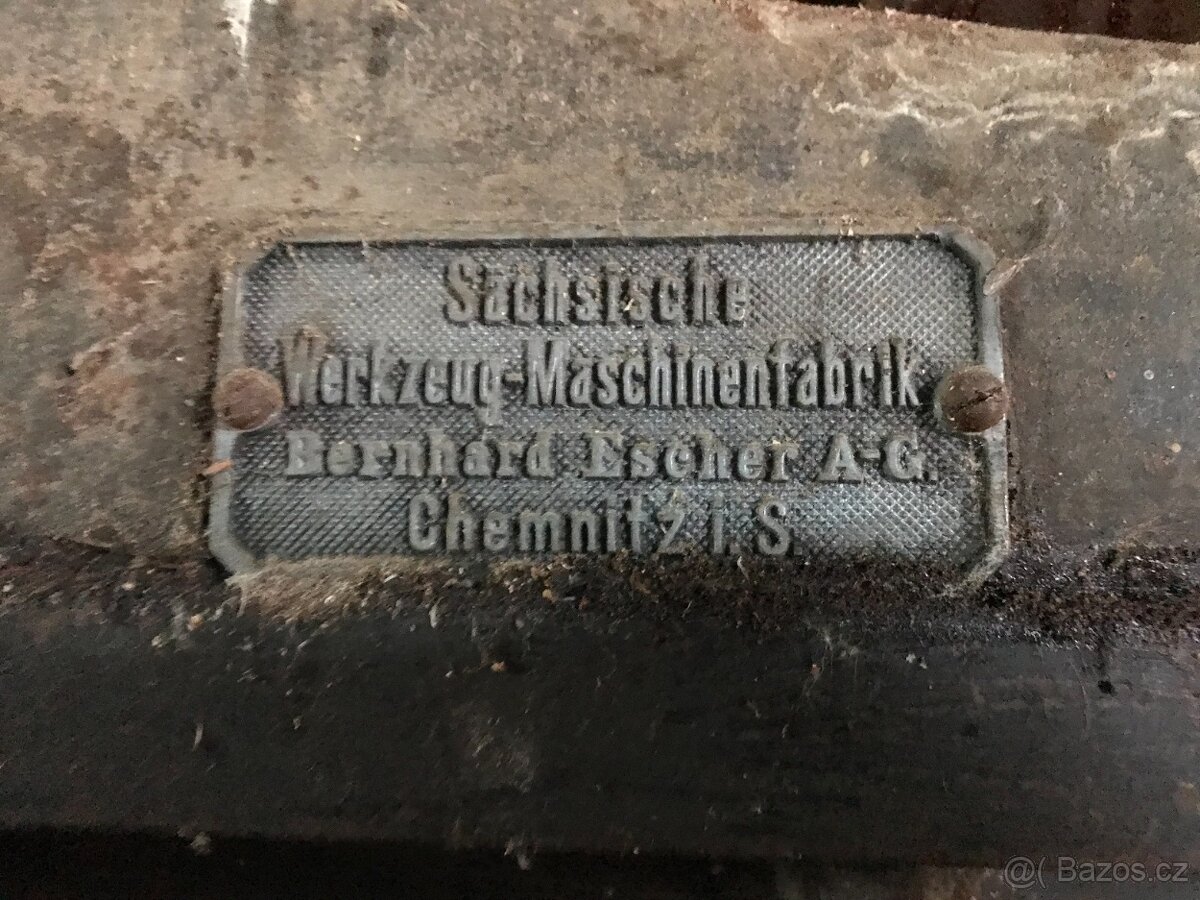 Sächsische
Werkzeug-Maschinenfabrik
Bernhard Escher A-G.
Chemnitz i. S.
@( Bazos.cz